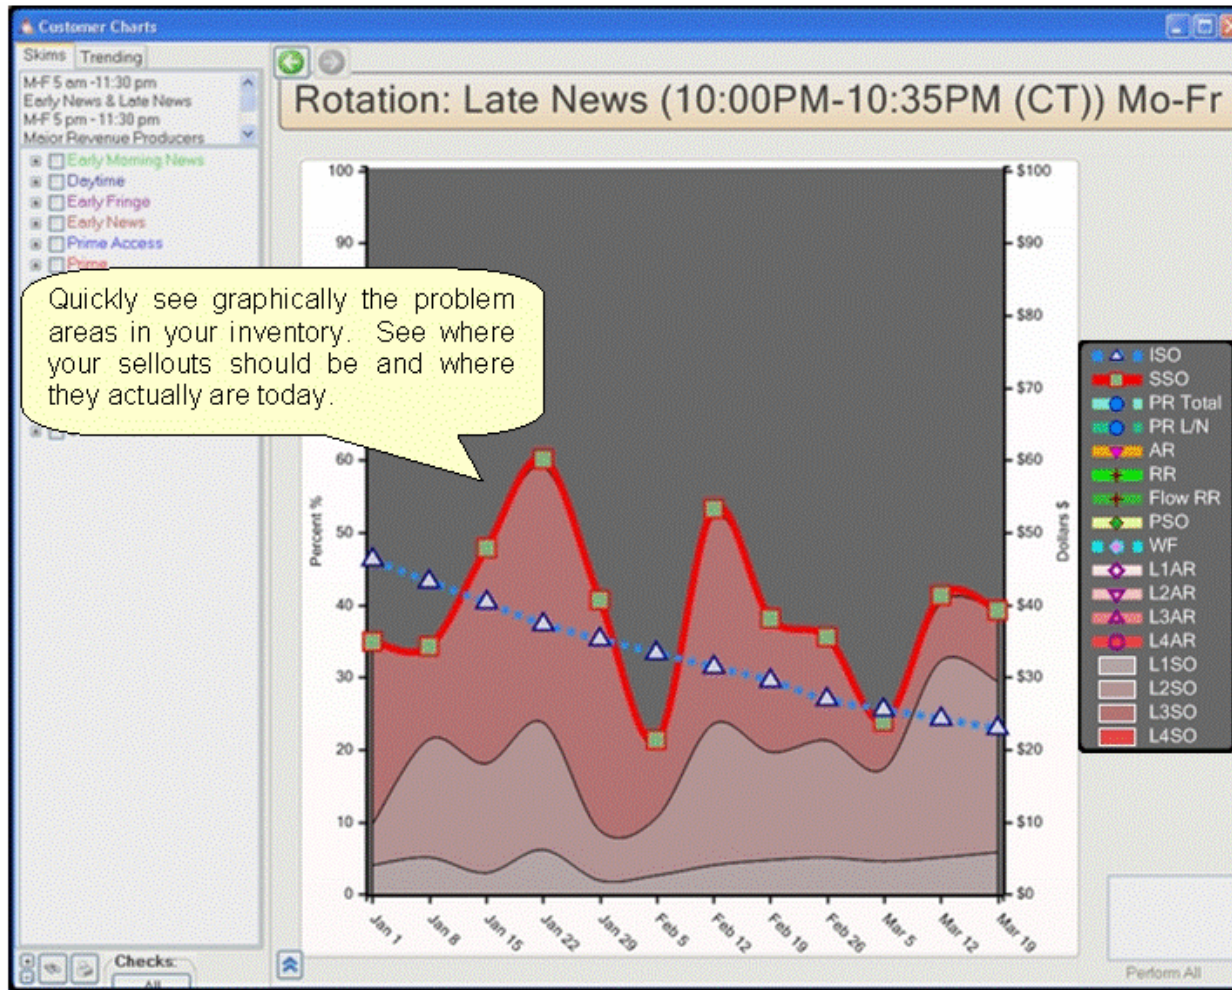 Customer Charts
Skims Trending
M-F 5 am -11:30 pm
Early News & Late News
M-F 5 pm - 11:30 pm
Major Revenue Producers
Early Morning News
Daytime
Early Fringe
Early News
Prime Access
Prime
Rotation: Late News (10:00PM-10:35PM (CT)) Mo-Fr
Quickly see graphically the problem
areas in your inventory. See where
your sellouts should be and where
they actually are today.
100
90
60
50
40
30
20
10
0
Percent %
$100
$90
$80
$70
$60
$50
$40
$30
$20
$10
$0
Dollars $
Jan 1
Jan 8
Jan 15
Jan 22
Jan 29
Feb 5
Feb 12
Feb 19
Feb 26
Mar 5
Mar 12
Mar 19
ISO
SSO
PR Total
PR L/N
AR
RR
Flow RR
PSO
WF
L1AR
L2AR
L3AR
L4AR
L1SO
L2SO
L3SO
L4SO
Checks:
All
Perform All